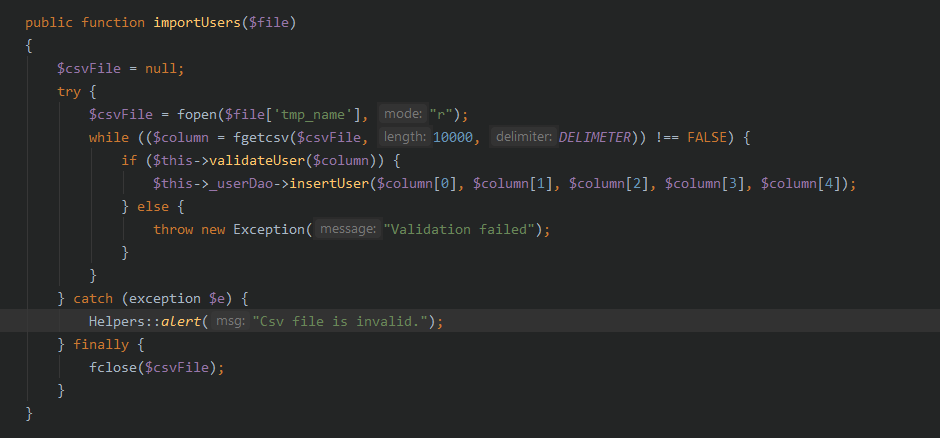 public function importUsers($file)
{
    $csvFile = null;
    try {
        $csvFile = fopen($file['tmp_name'], mode: "r");
        while (($column = fgetcsv($csvFile, length: 10000, delimiter: DELIMETER)) !== FALSE) {
            if ($this->validateUser($column)) {
                $this->_userDao->insertUser($column[0], $column[1], $column[2], $column[3], $column[4]);
            } else {
                throw new Exception( message: "Validation failed");
            }
        }
    } catch (exception $e) {
        Helpers::alert( msg: "Csv file is invalid.");
    } finally {
        fclose($csvFile);
    }
}